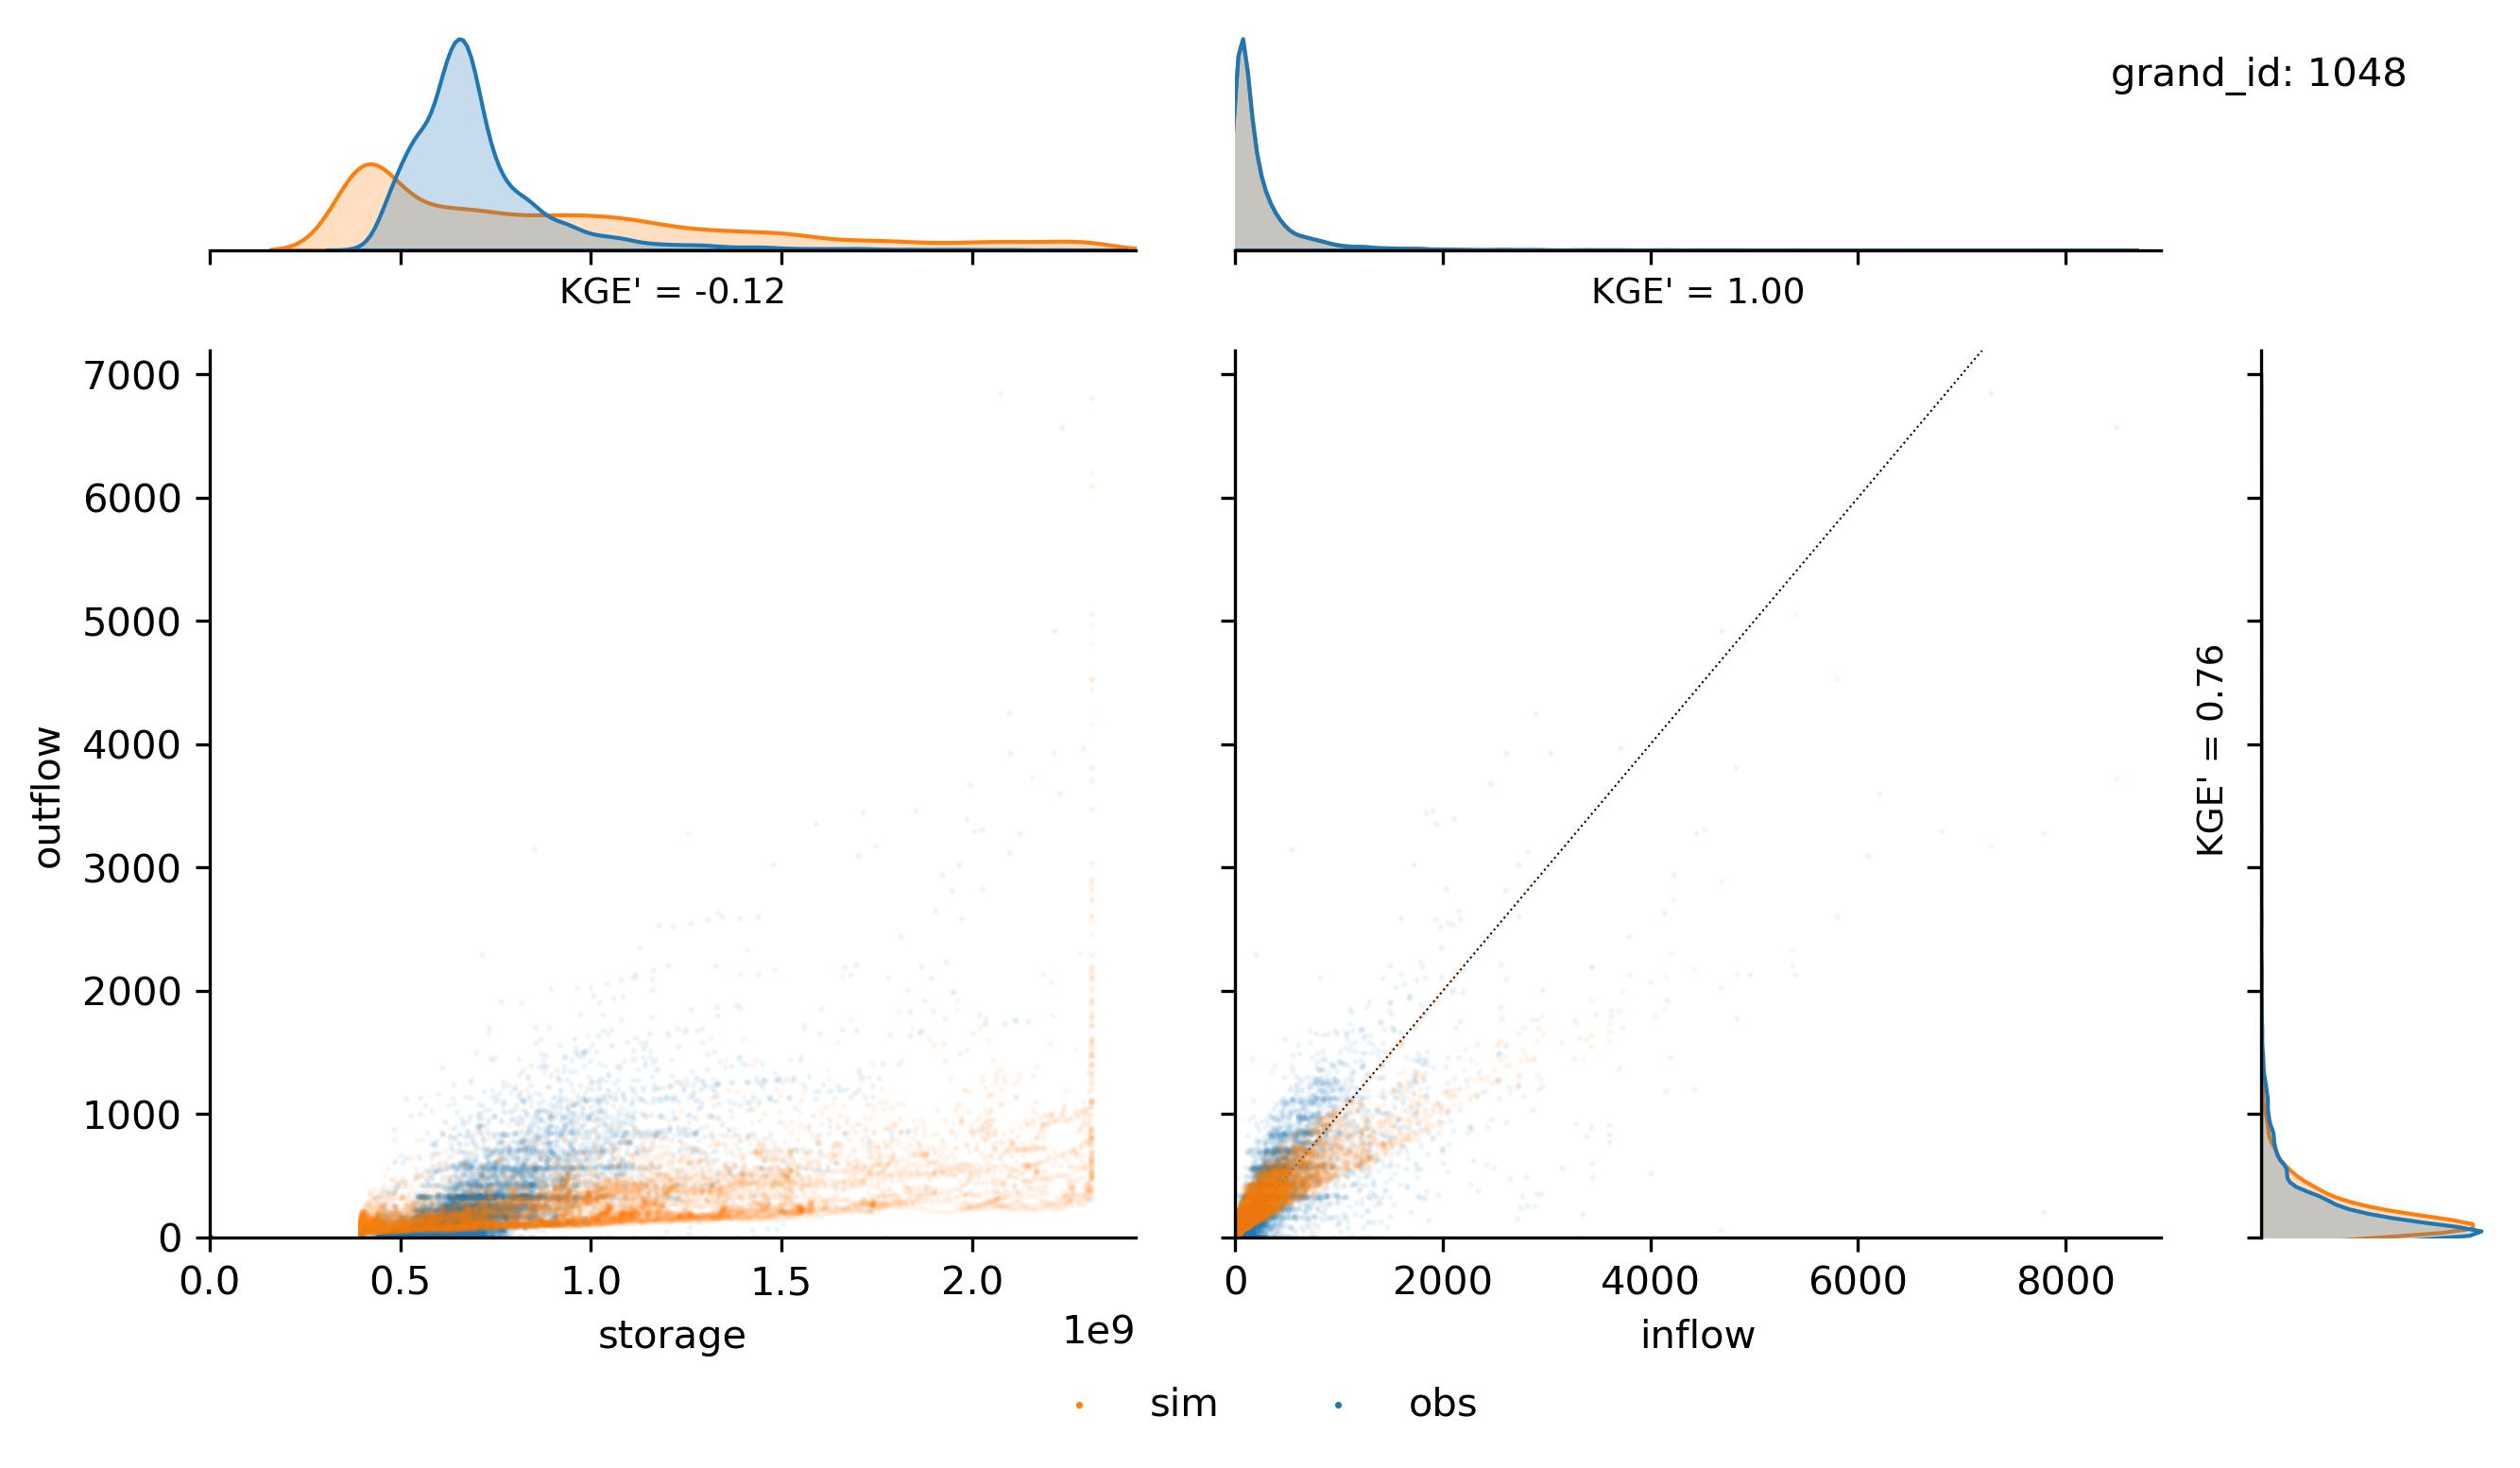 grand_id: 1048
KGE' = -0.12
KGE' = 1.00
7000
6000
5000
4000
3000
2000
1000
0
outflow
KGE' = 0.76
0.0 0.5 1.0 1.5 2.0
1e9
storage
0 2000 4000 6000 8000
inflow
sim obs